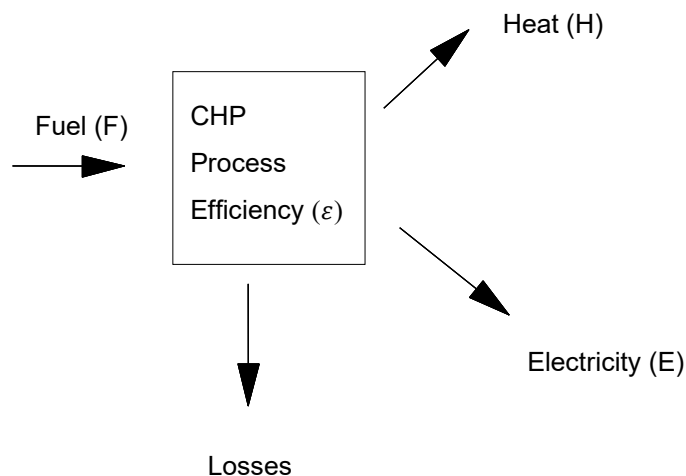 Heat (H)
Fuel (F)
CHP
Process
Efficiency (ε)
Electricity (E)
Losses